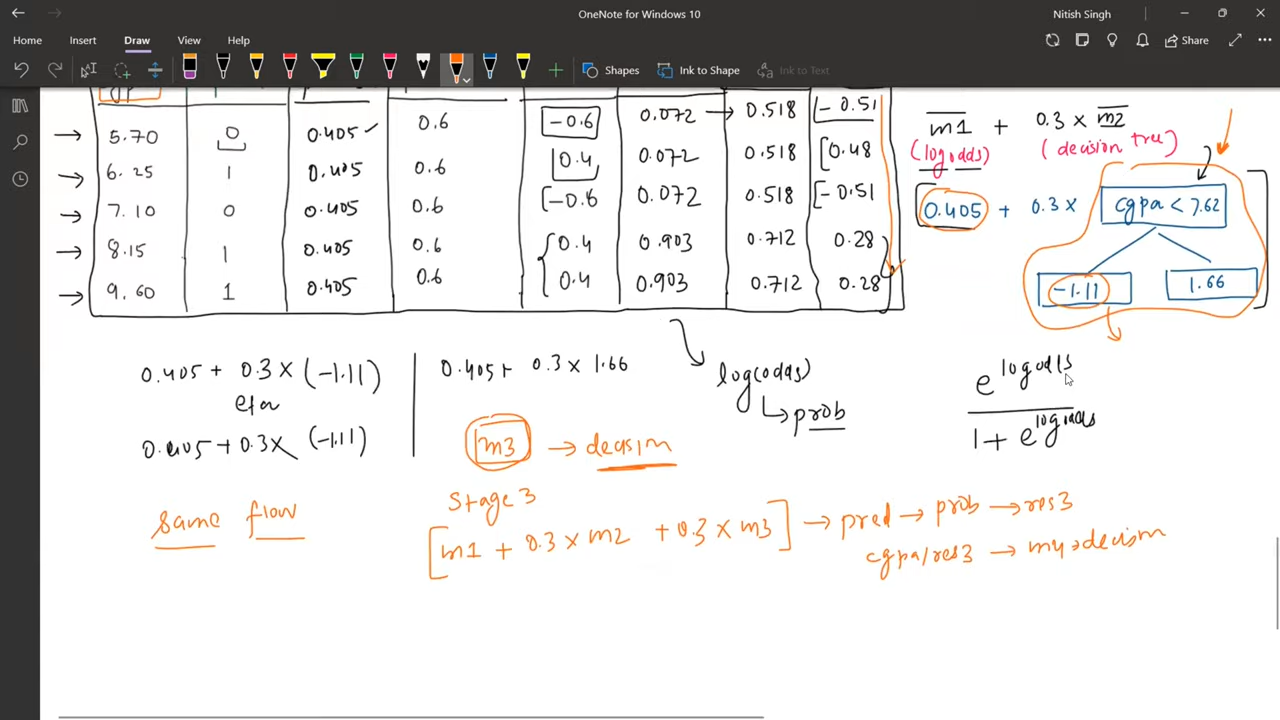 OneNote for Windows 10
Nitish Singh
Home Insert Draw View Help
Share
Shapes
Ink to Shape
Ink to Text
5.70 0 0.405 0.6 -0.6 0.072 0.518 -0.51
6.25 1 0.405 0.6 0.4 0.072 0.518 0.48
7.10 0 0.405 0.6 -0.6 0.072 0.518 -0.51
8.15 1 0.405 0.6 0.4 0.903 0.712 0.28
9.60 1 0.405 0.6 0.4 0.903 0.712 0.28
m1 + 0.3 × m2
(log odds) (decision tree)
0.405 + 0.3 × cgpa < 7.62
-1.11 1.66
0.405 + 0.3 × (-1.11)
eta
0.405 + 0.3 × (-1.11)
0.405 + 0.3 × 1.66
log(odds)
prob
e^log odds
1 + e^log odds
m3 → decision
same flow
Stage 3
[m1 + 0.3 × m2 + 0.3 × m3] → pred → prob → res3
cgpa/res3 → m4 → decision